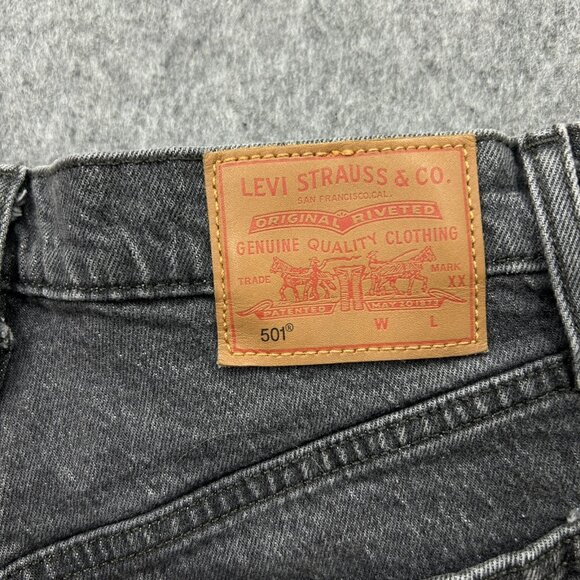 LEVI STRAUSS & CO.
SAN FRANCISCO, CAL.
ORIGINAL RIVETED
GENUINE QUALITY CLOTHING
TRADE MARK
XX
PATENTED MAY 20 1873
501® W L